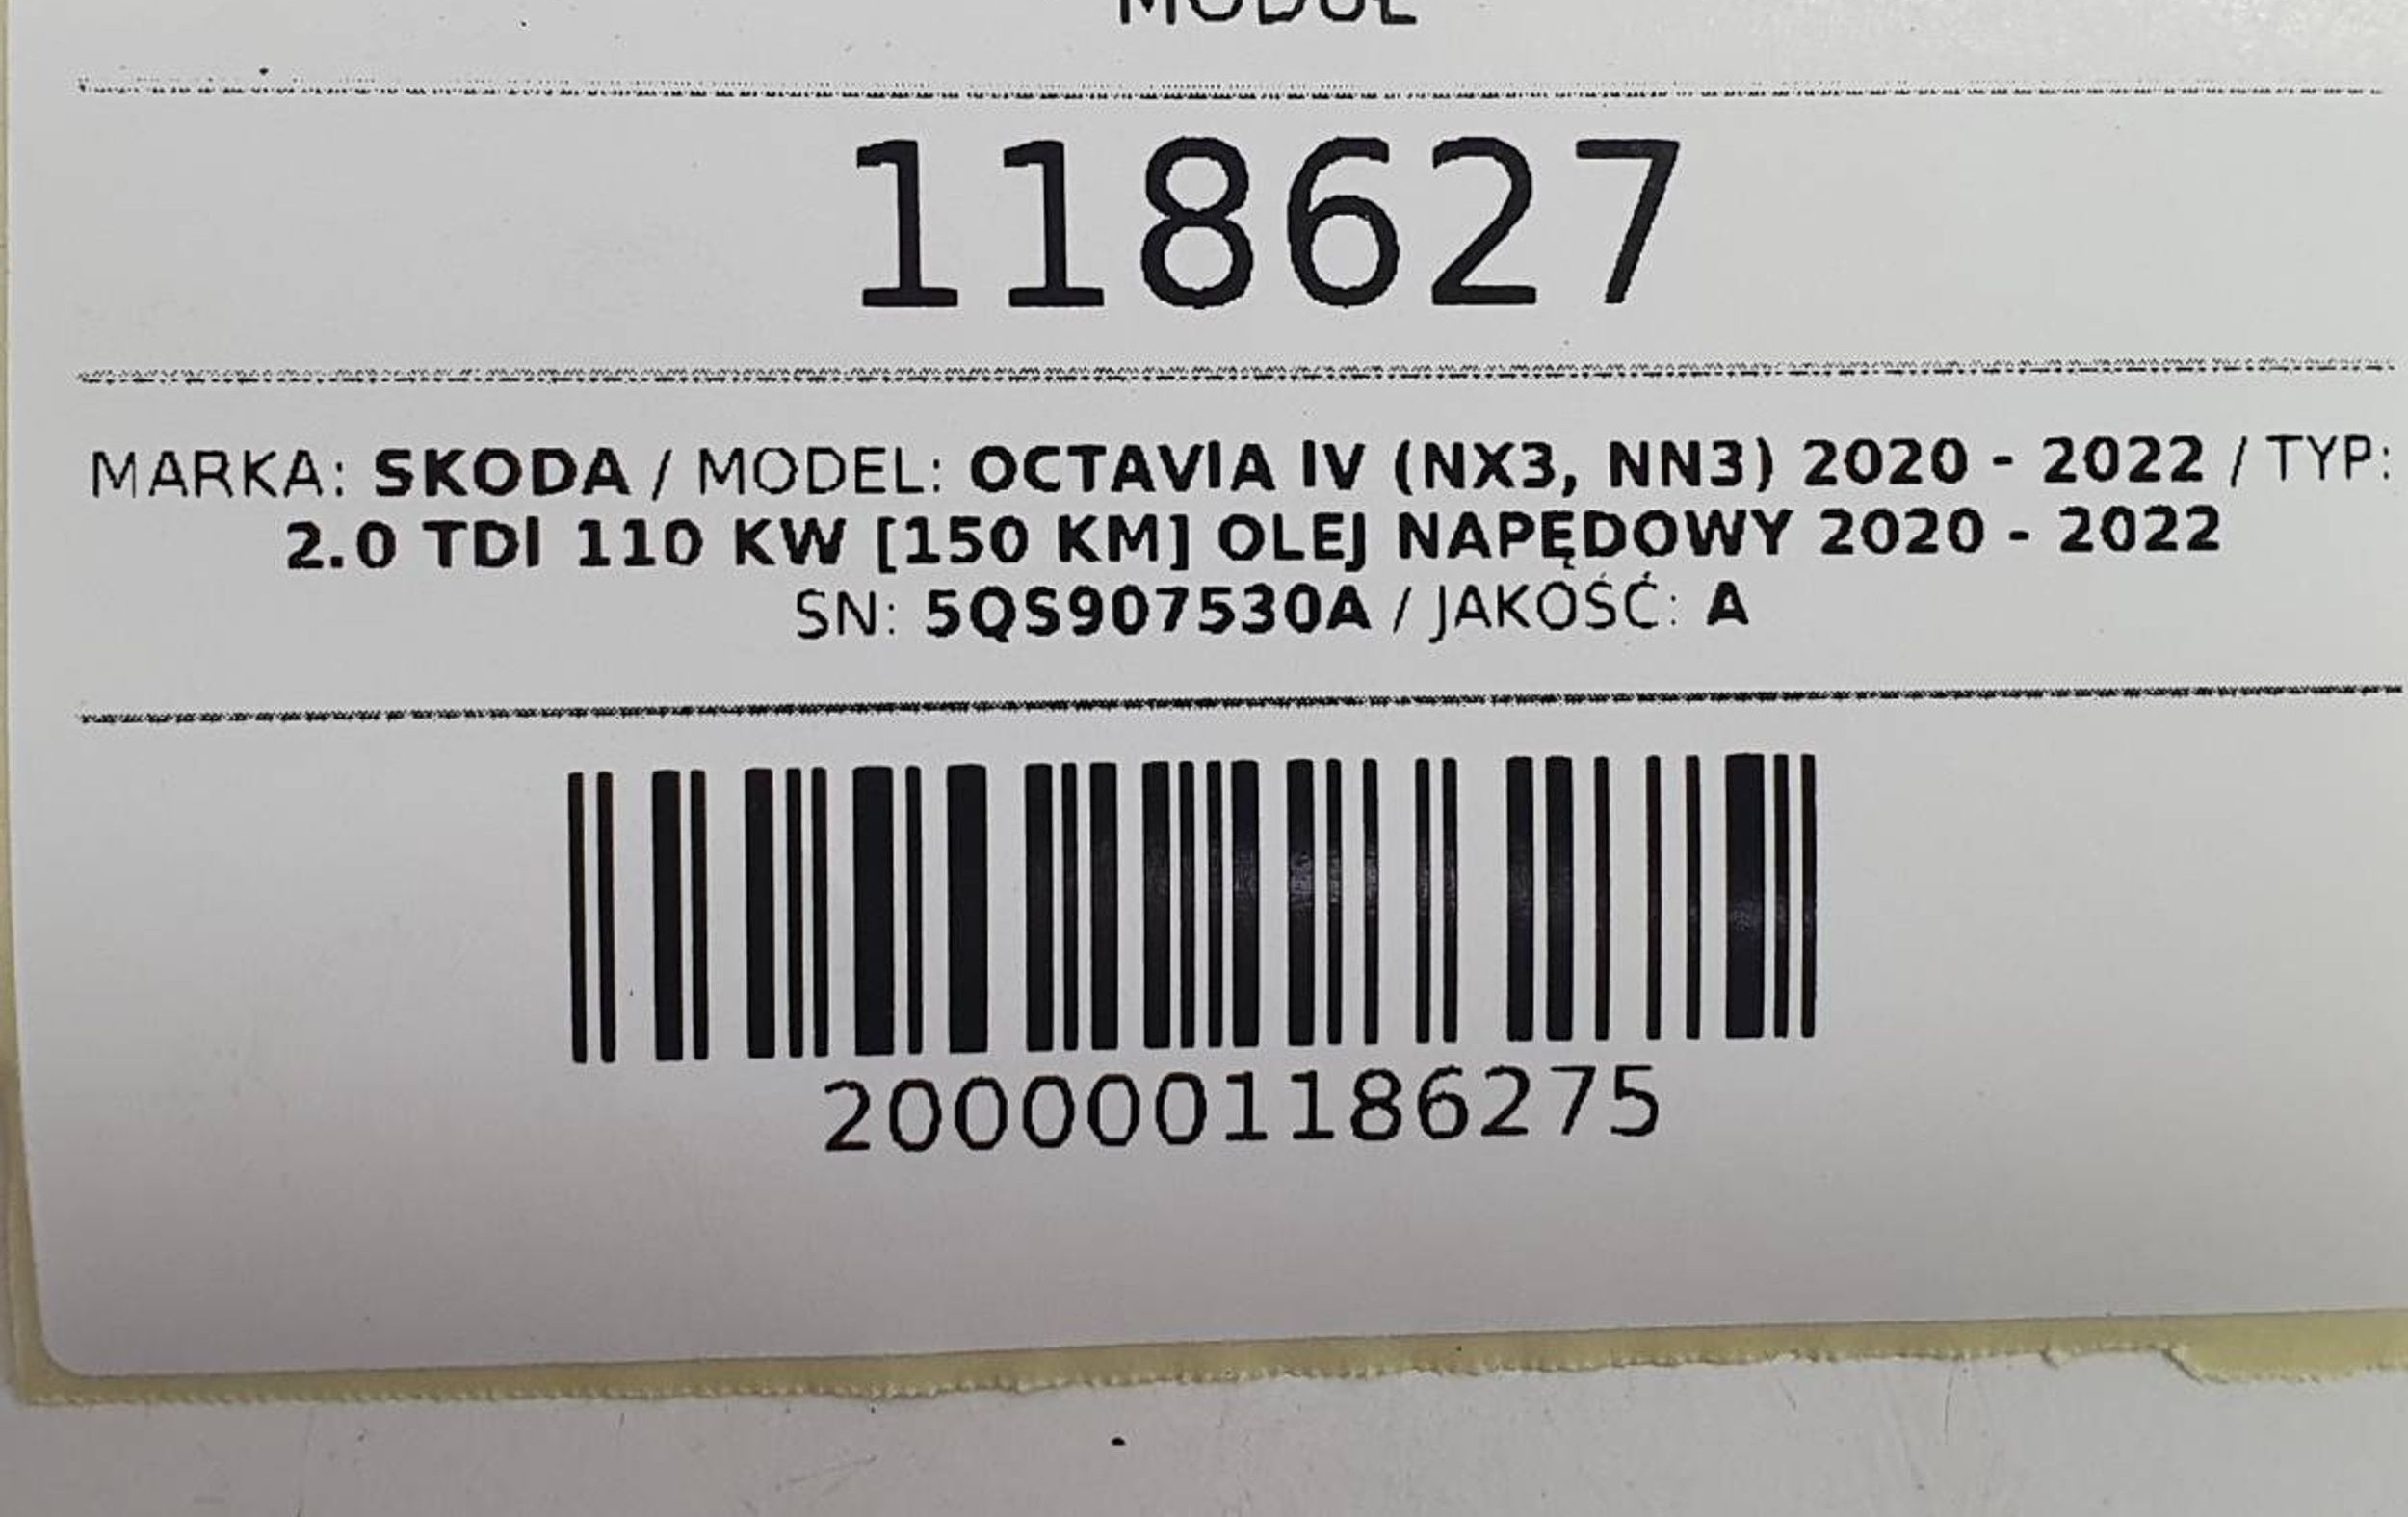 MODUŁ
118627
MARKA: SKODA / MODEL: OCTAVIA IV (NX3, NN3) 2020 - 2022 / TYP:
2.0 TDI 110 KW [150 KM] OLEJ NAPĘDOWY 2020 - 2022
SN: 5QS907530A / JAKOŚĆ: A
2000001186275